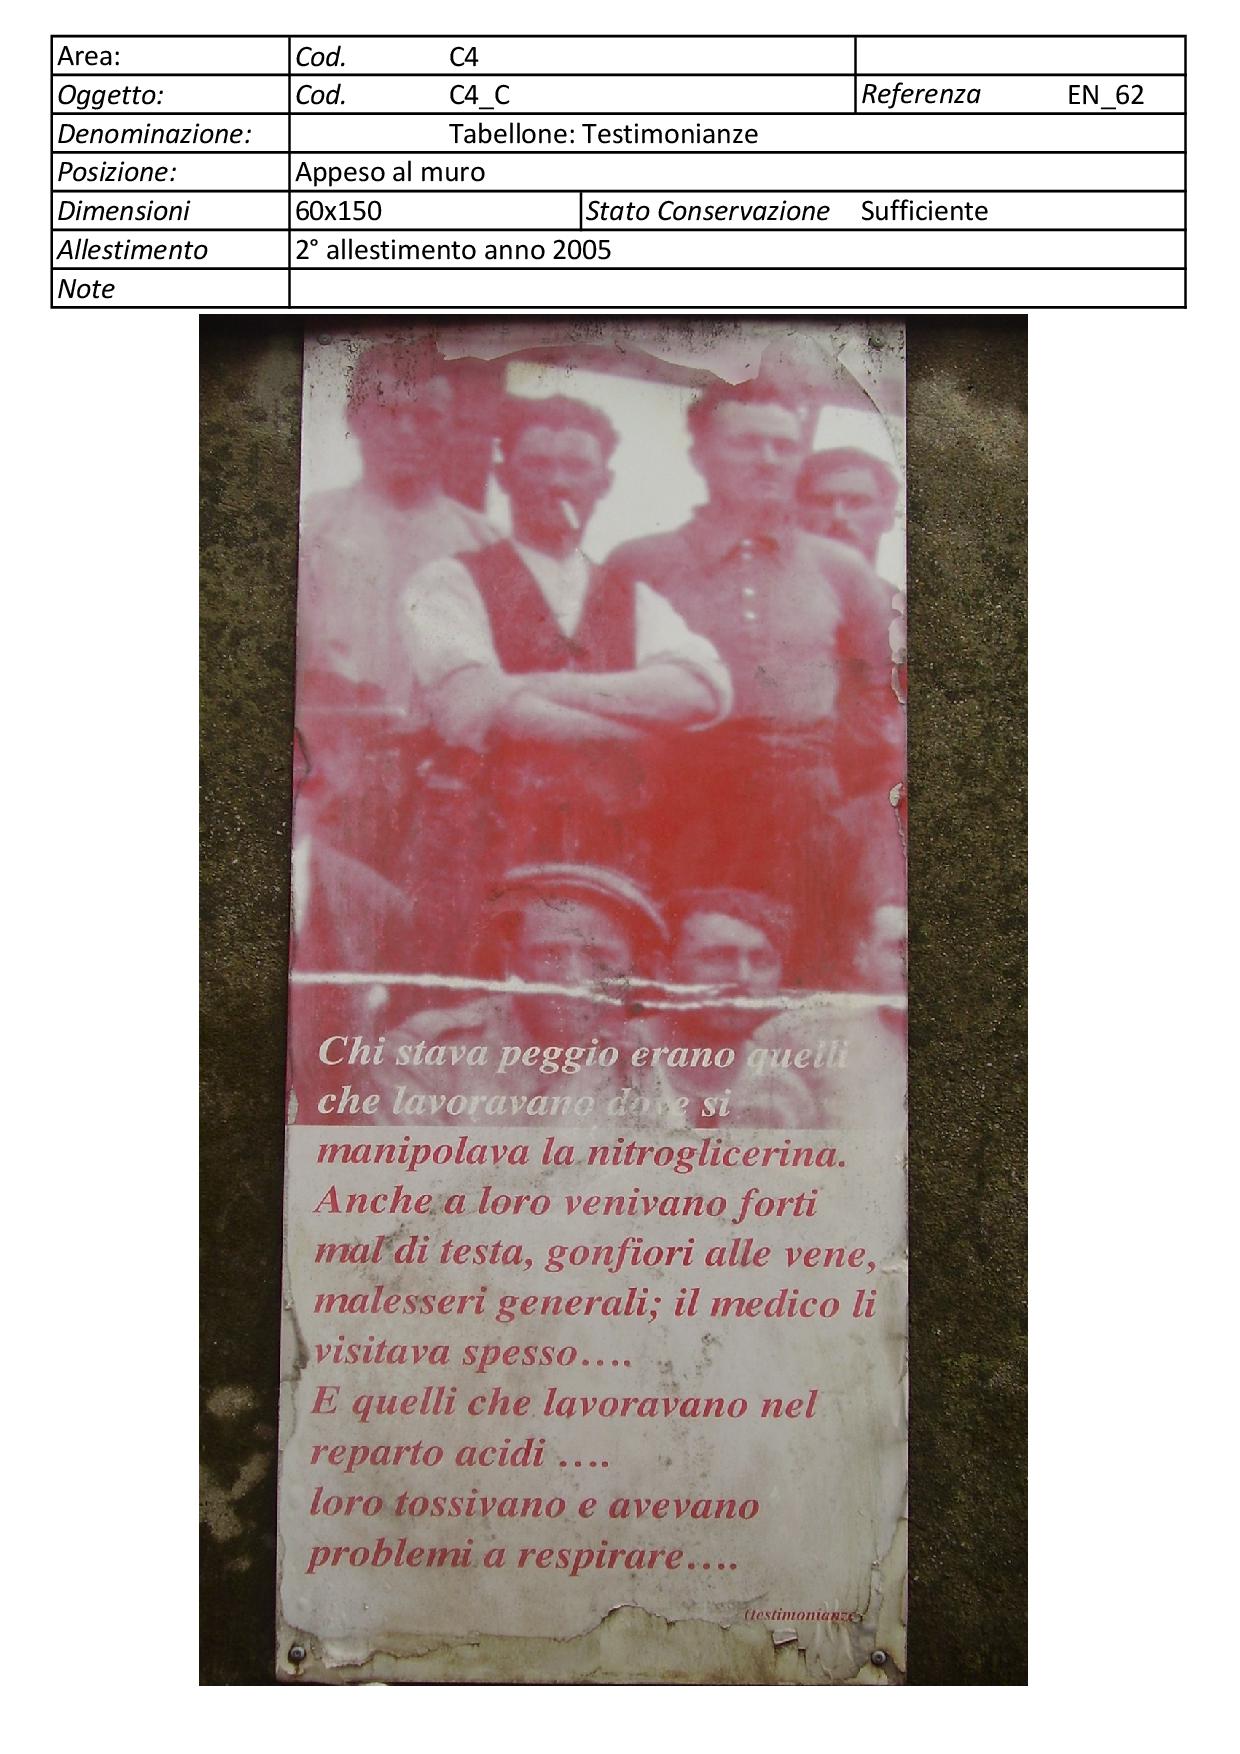 Area: Cod. C4
Oggetto: Cod. C4_C Referenza EN_62
Denominazione: Tabellone: Testimonianze
Posizione: Appeso al muro
Dimensioni 60x150 Stato Conservazione Sufficiente
Allestimento 2° allestimento anno 2005
Note
Chi stava peggio erano quelli
che lavoravano dove si
manipolava la nitroglicerina.
Anche a loro venivano forti
mal di testa, gonfiori alle vene,
malesseri generali; il medico li
visitava spesso....
E quelli che lavoravano nel
reparto acidi ....
loro tossivano e avevano
problemi a respirare....
(testimonianze